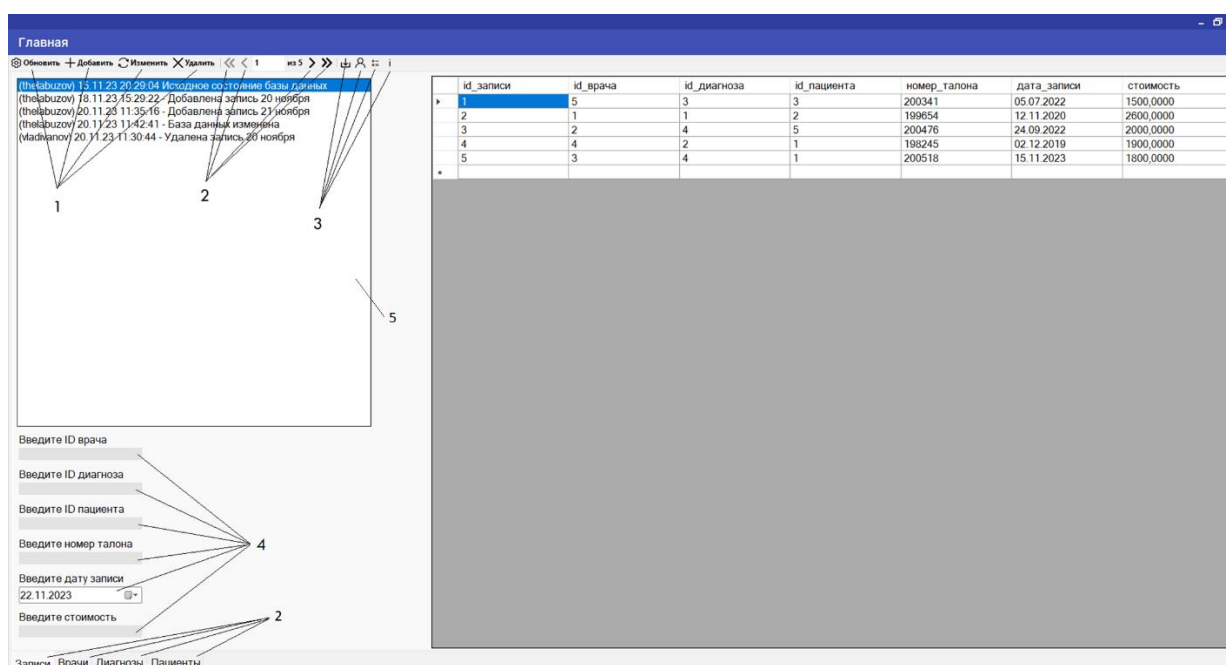 Главная
Обновить Добавить Изменить Удалить 1 из 5 i
(thelabuzov) 15.11.23 20:29:04 Исходное состояние базы данных
(thelabuzov) 18.11.23 15:29:22 - Добавлена запись 20 ноября
(thelabuzov) 20.11.23 11:35:16 - Добавлена запись 21 ноября
(thelabuzov) 20.11.23 11:42:41 - База данных изменена
(vladivanov) 20.11.23 11:30:44 - Удалена запись 20 ноября
1
2
3
5
id_записи id_врача id_диагноза id_пациента номер_талона дата_записи стоимость
1 5 3 3 200341 05.07.2022 1500,0000
2 1 1 2 199654 12.11.2020 2600,0000
3 2 4 5 200476 24.09.2022 2000,0000
4 4 2 1 198245 02.12.2019 1900,0000
5 3 4 1 200518 15.11.2023 1800,0000
Введите ID врача
Введите ID диагноза
Введите ID пациента
Введите номер талона
4
Введите дату записи
22.11.2023
Введите стоимость
2
Записи Врачи Диагнозы Пациенты